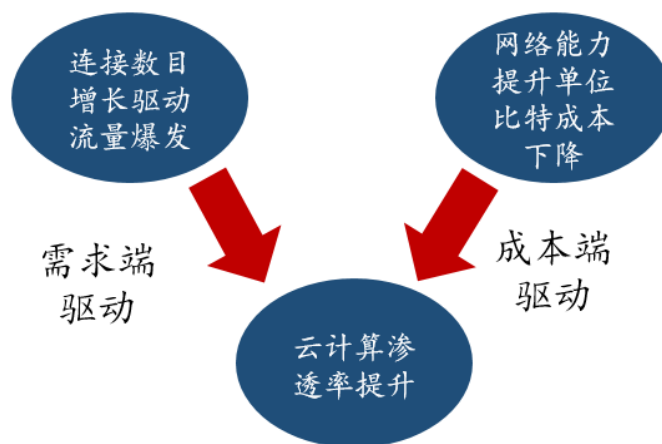 连接数目
增长驱动
流量爆发
网络能力
提升单位
比特成本
下降
需求端
驱动
成本端
驱动
云计算渗
透率提升